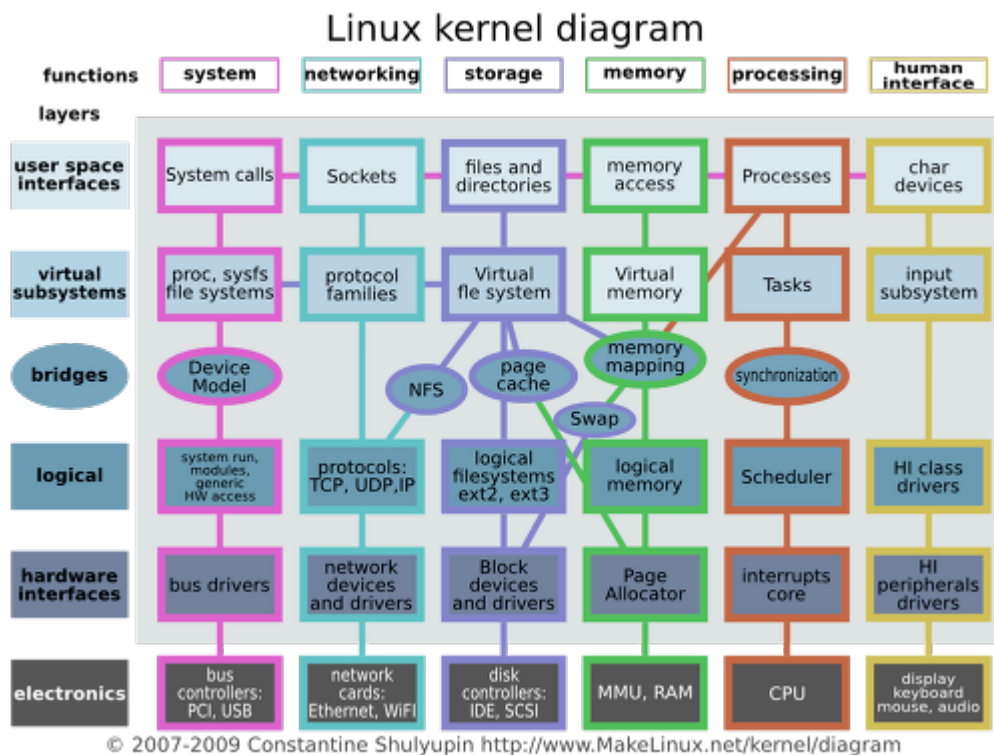 Linux kernel diagram
functions
system
networking
storage
memory
processing
human
interface
layers
user space
interfaces
System calls
Sockets
files and
directories
memory
access
Processes
char
devices
virtual
subsystems
proc, sysfs
file systems
protocol
families
Virtual
fle system
Virtual
memory
Tasks
input
subsystem
bridges
Device
Model
NFS
page
cache
memory
mapping
synchronization
Swap
logical
system run,
modules,
generic
HW access
protocols:
TCP, UDP,IP
logical
filesystems
ext2, ext3
logical
memory
Scheduler
HI class
drivers
hardware
interfaces
bus drivers
network
devices
and drivers
Block
devices
and drivers
Page
Allocator
interrupts
core
HI
peripherals
drivers
electronics
bus
controllers:
PCI, USB
network
cards:
Ethernet, WiFI
disk
controllers:
IDE, SCSI
MMU, RAM
CPU
display
keyboard
mouse, audio
© 2007-2009 Constantine Shulyupin http://www.MakeLinux.net/kernel/diagram